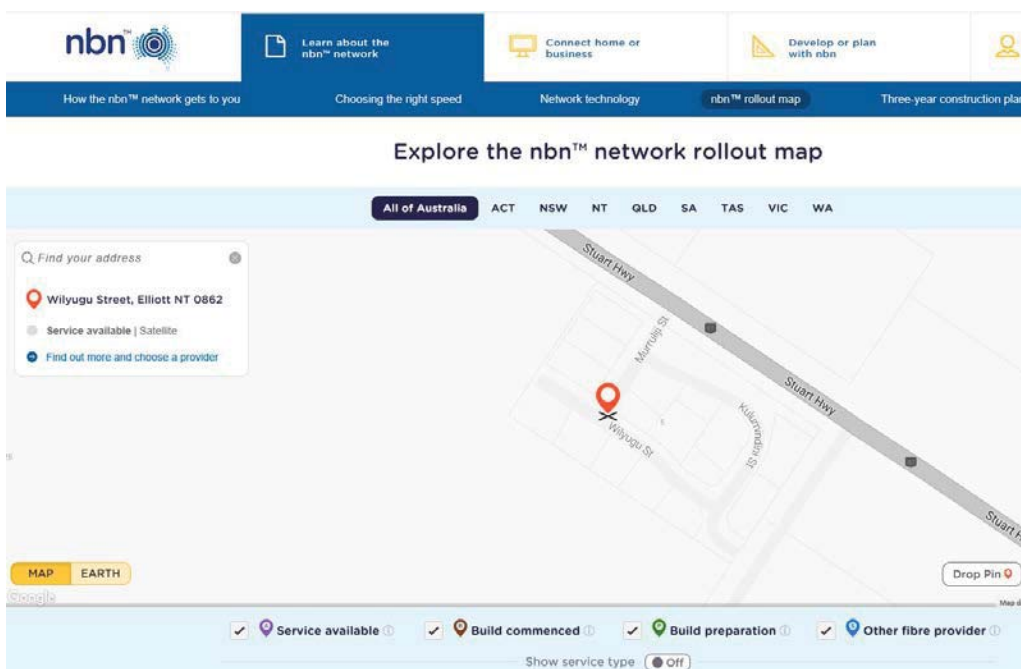 nbn™
Learn about the
nbn™ network
Connect home or
business
Develop or plan
with nbn
How the nbn™ network gets to you
Choosing the right speed
Network technology
nbn™ rollout map
Three-year construction plan
Explore the nbn™ network rollout map
All of Australia ACT NSW NT QLD SA TAS VIC WA
Find your address
Wilyugu Street, Elliott NT 0862
Service available | Satellite
Find out more and choose a provider
Stuart Hwy
Murrulip St
Stuart Hwy
Wilyugu St
Stuart
MAP EARTH
Drop Pin
Google
Map d
Service available
Build commenced
Build preparation
Other fibre provider
Show service type Off